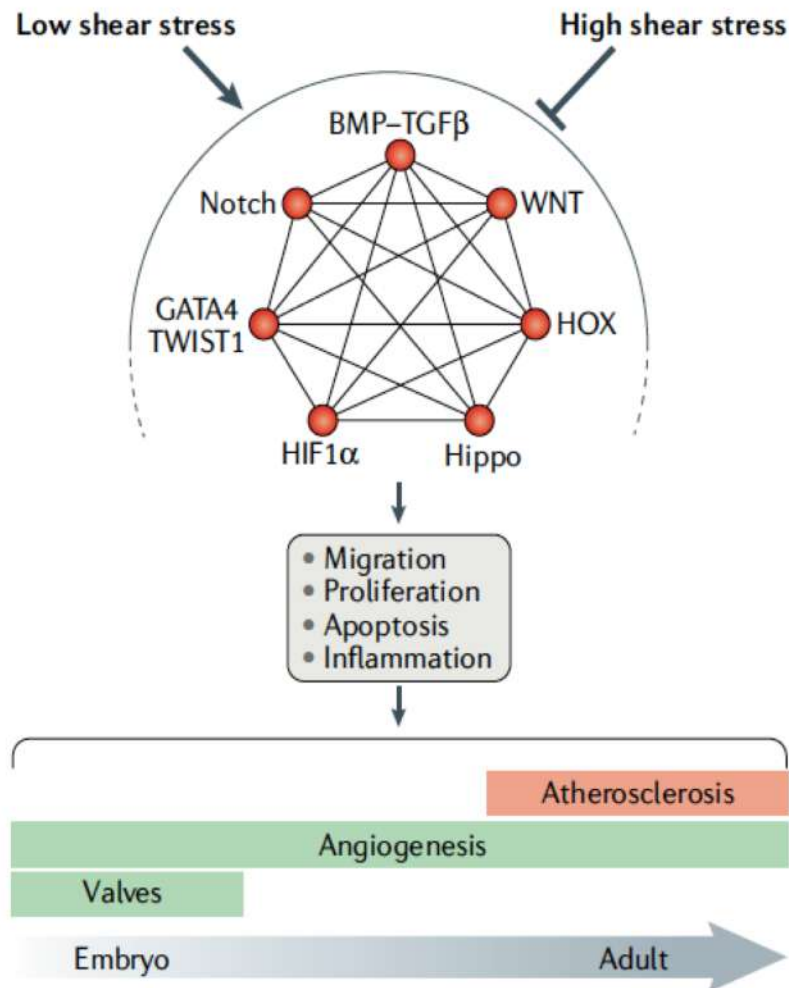 Low shear stress
High shear stress
BMP–TGFβ
Notch
WNT
GATA4
TWIST1
HOX
HIF1α
Hippo
• Migration
• Proliferation
• Apoptosis
• Inflammation
Atherosclerosis
Angiogenesis
Valves
Embryo
Adult